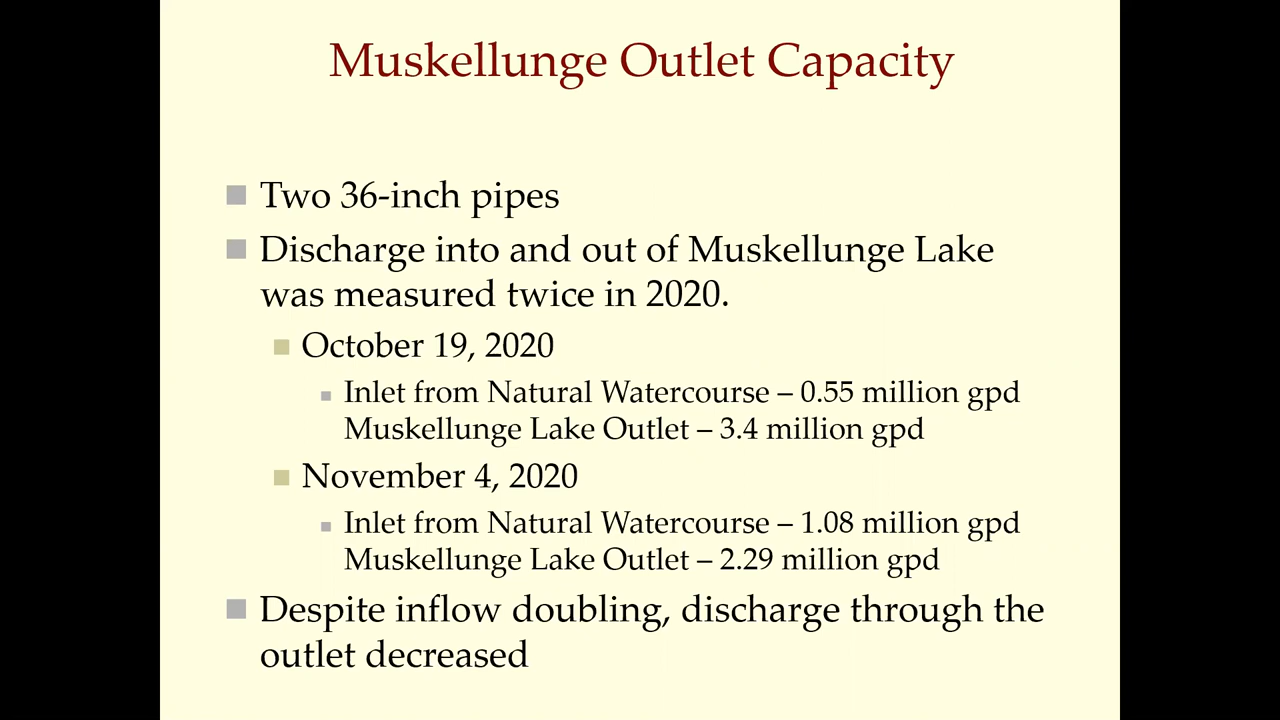 Muskellunge Outlet Capacity
Two 36-inch pipes
Discharge into and out of Muskellunge Lake
was measured twice in 2020.
October 19, 2020
Inlet from Natural Watercourse – 0.55 million gpd
Muskellunge Lake Outlet – 3.4 million gpd
November 4, 2020
Inlet from Natural Watercourse – 1.08 million gpd
Muskellunge Lake Outlet – 2.29 million gpd
Despite inflow doubling, discharge through the
outlet decreased